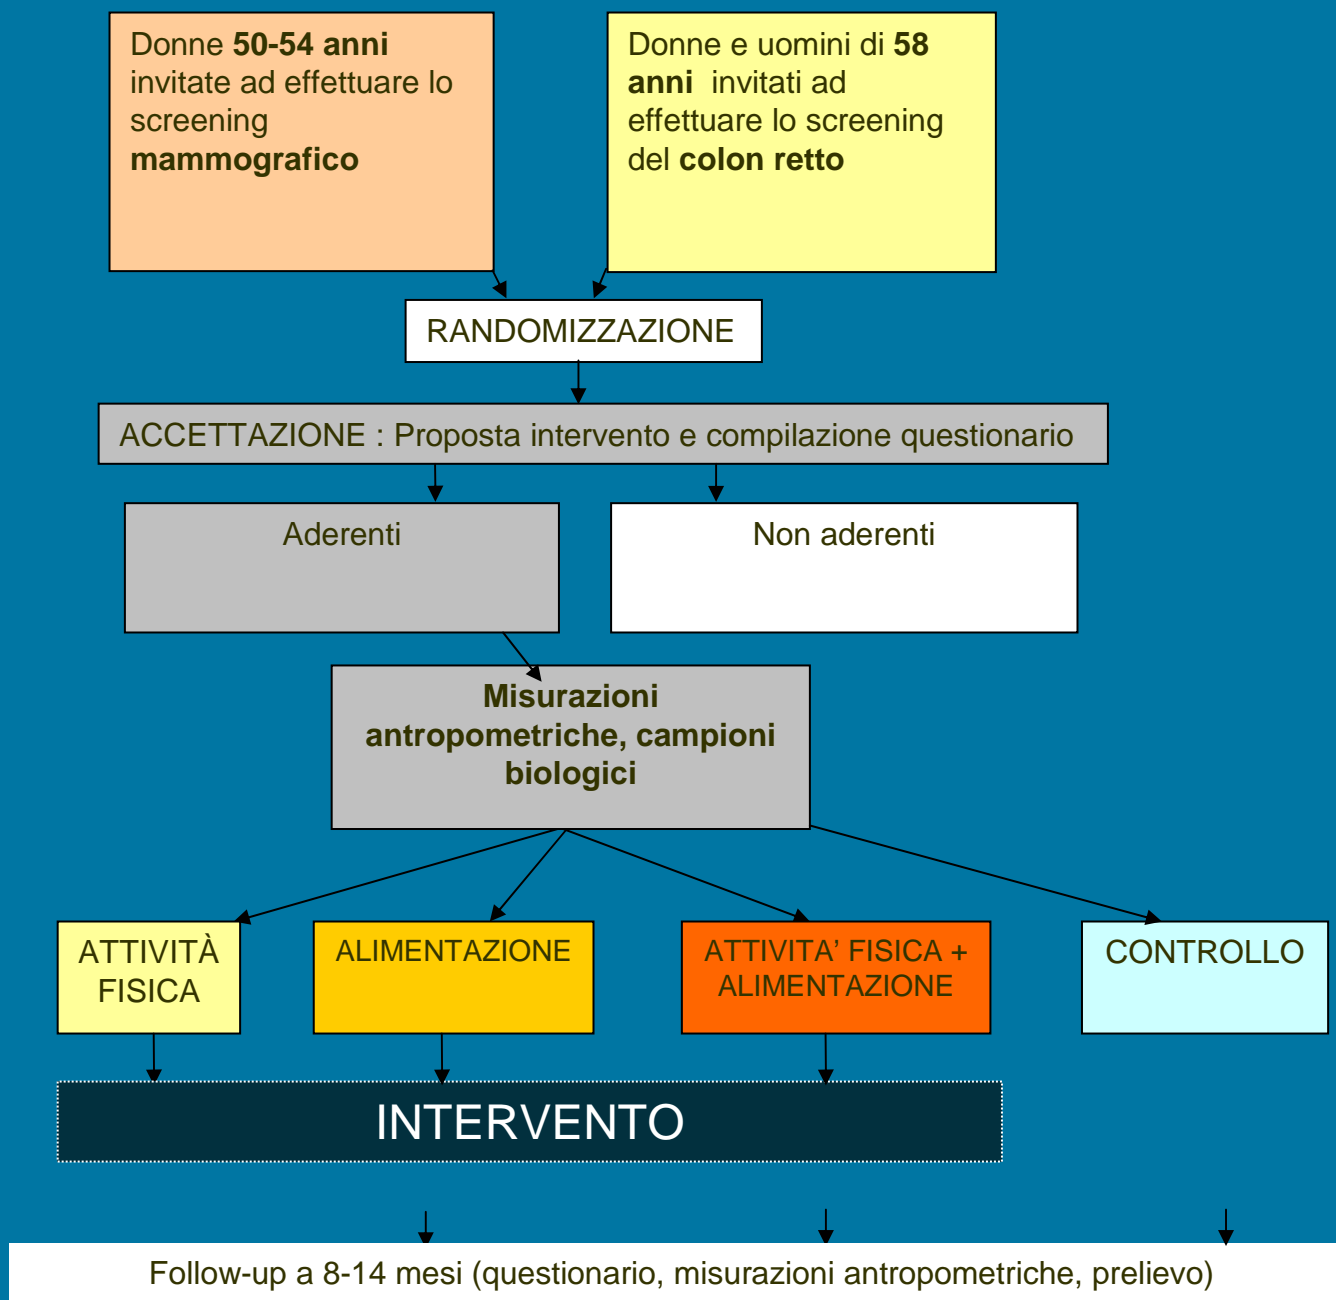 Donne 50-54 anni
invitate ad effettuare lo
screening
mammografico
Donne e uomini di 58
anni invitati ad
effettuare lo screening
del colon retto
RANDOMIZZAZIONE
ACCETTAZIONE : Proposta intervento e compilazione questionario
Aderenti
Non aderenti
Misurazioni
antropometriche, campioni
biologici
ATTIVITÀ
FISICA
ALIMENTAZIONE
ATTIVITA' FISICA +
ALIMENTAZIONE
CONTROLLO
INTERVENTO
Follow-up a 8-14 mesi (questionario, misurazioni antropometriche, prelievo)